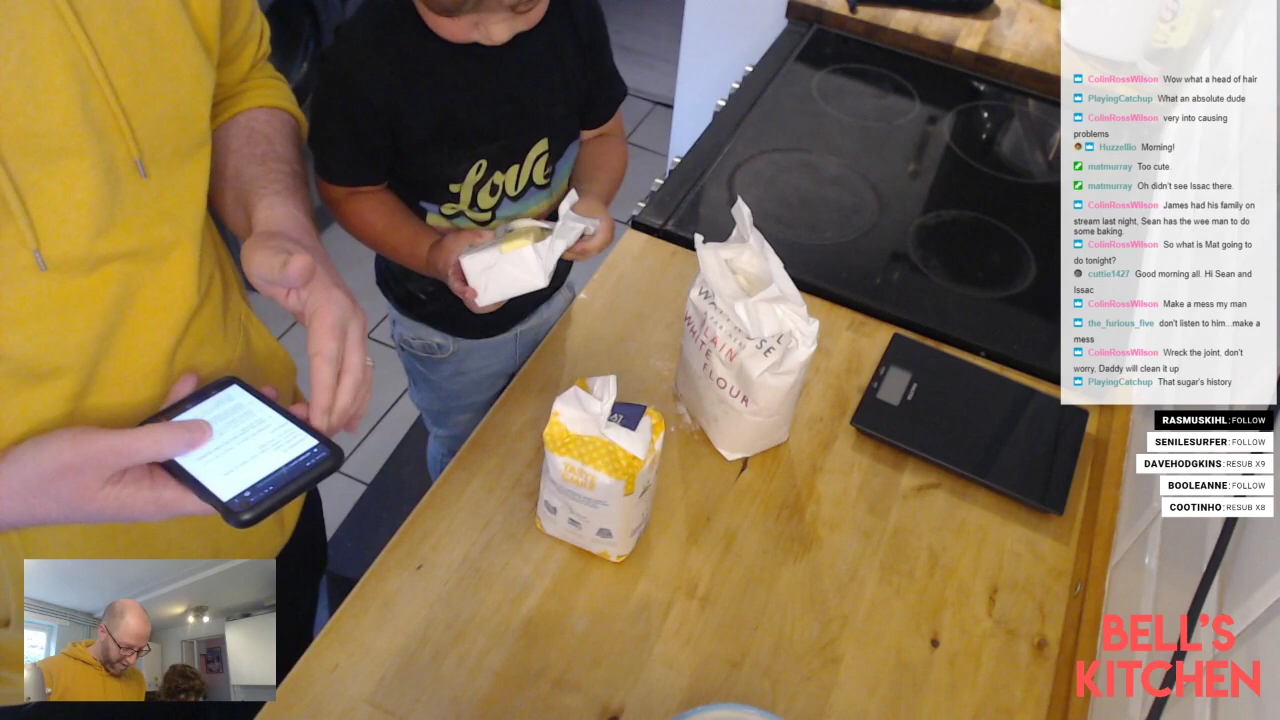 Love
WAITROSE
PLAIN
WHITE
FLOUR
ColinRossWilson Wow what a head of hair
PlayingCatchup What an absolute dude
ColinRossWilson very into causing
problems
Huzzellio Morning!
matmurray Too cute.
matmurray Oh didn't see Issac there.
ColinRossWilson James had his family on
stream last night, Sean has the wee man to do
some baking.
ColinRossWilson So what is Mat going to
do tonight?
cuttie1427 Good morning all. Hi Sean and
Issac
ColinRossWilson Make a mess my man
the_furious_five don't listen to him...make a
mess
ColinRossWilson Wreck the joint, don't
worry, Daddy will clean it up
PlayingCatchup That sugar's history
RASMUSKIHL:FOLLOW
SENILESURFER:FOLLOW
DAVEHODGKINS:RESUB X9
BOOLEANNE:FOLLOW
COOTINHO:RESUB X8
BELL'S
KITCHEN